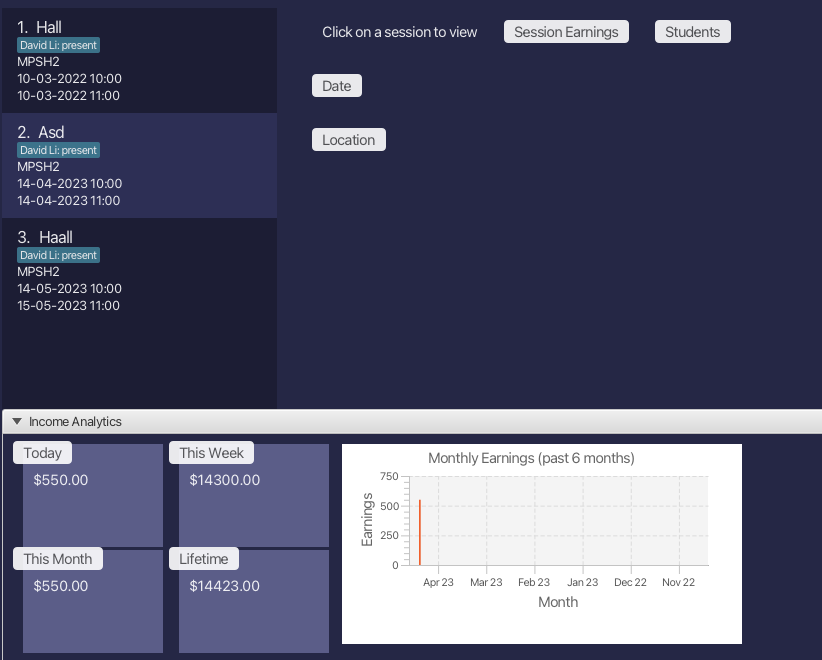 1. Hall
David Li: present
MPSH2
10-03-2022 10:00
10-03-2022 11:00
2. Asd
David Li: present
MPSH2
14-04-2023 10:00
14-04-2023 11:00
3. Haall
David Li: present
MPSH2
14-05-2023 10:00
15-05-2023 11:00
Click on a session to view Session Earnings Students
Date
Location
Income Analytics
Today
$550.00
This Week
$14300.00
This Month
$550.00
Lifetime
$14423.00
Monthly Earnings (past 6 months)
750
500
250
0
Earnings
Apr 23 Mar 23 Feb 23 Jan 23 Dec 22 Nov 22
Month